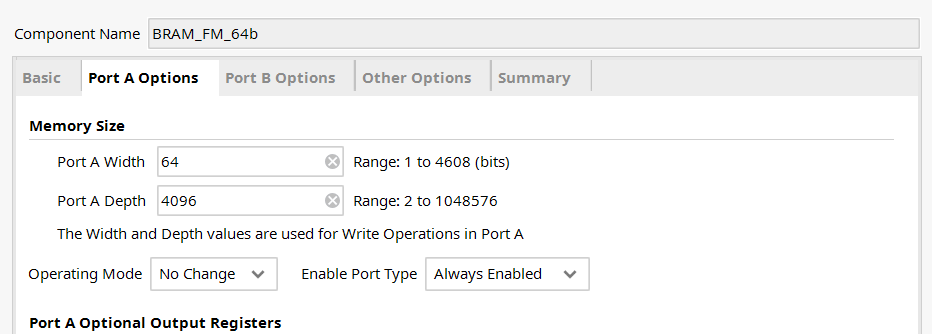 Component Name BRAM_FM_64b
Basic Port A Options Port B Options Other Options Summary
Memory Size
Port A Width 64 Range: 1 to 4608 (bits)
Port A Depth 4096 Range: 2 to 1048576
The Width and Depth values are used for Write Operations in Port A
Operating Mode No Change Enable Port Type Always Enabled
Port A Optional Output Registers